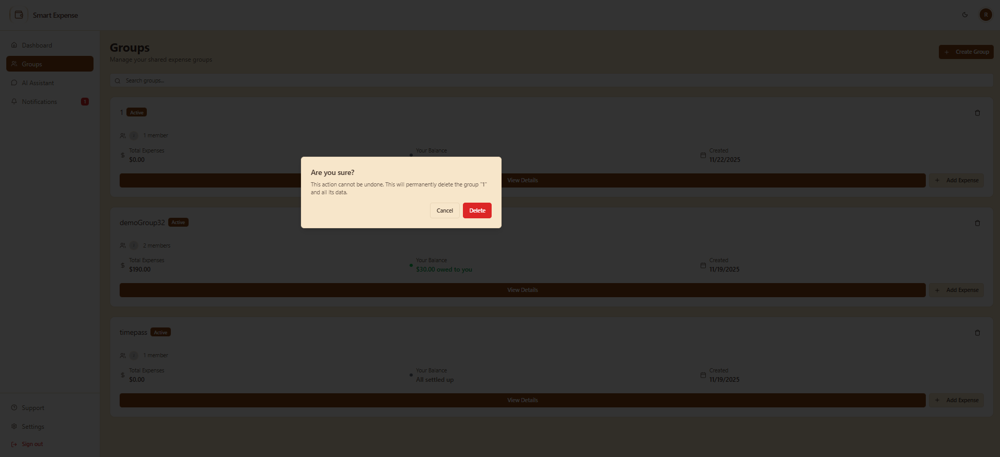 Smart Expense
R
Dashboard
Groups
AI Assistant
Notifications 1
Support
Settings
Sign out
Groups
Manage your shared expense groups
Create Group
Search groups...
1 Active
1 member
Total Expenses
$0.00
Your Balance
Created
11/22/2025
View Details
Add Expense
demoGroup32 Active
2 members
Total Expenses
$190.00
Your Balance
$30.00 owed to you
Created
11/19/2025
View Details
Add Expense
timepass Active
1 member
Total Expenses
$0.00
Your Balance
All settled up
Created
11/19/2025
View Details
Add Expense
Are you sure?
This action cannot be undone. This will permanently delete the group "1"
and all its data.
Cancel
Delete